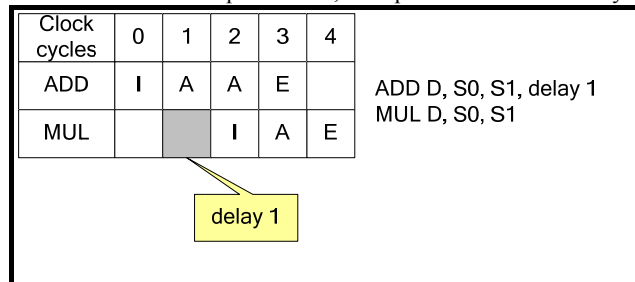 Clock cycles 0 1 2 3 4
ADD I A A E
MUL I A E
ADD D, S0, S1, delay 1
MUL D, S0, S1
delay 1